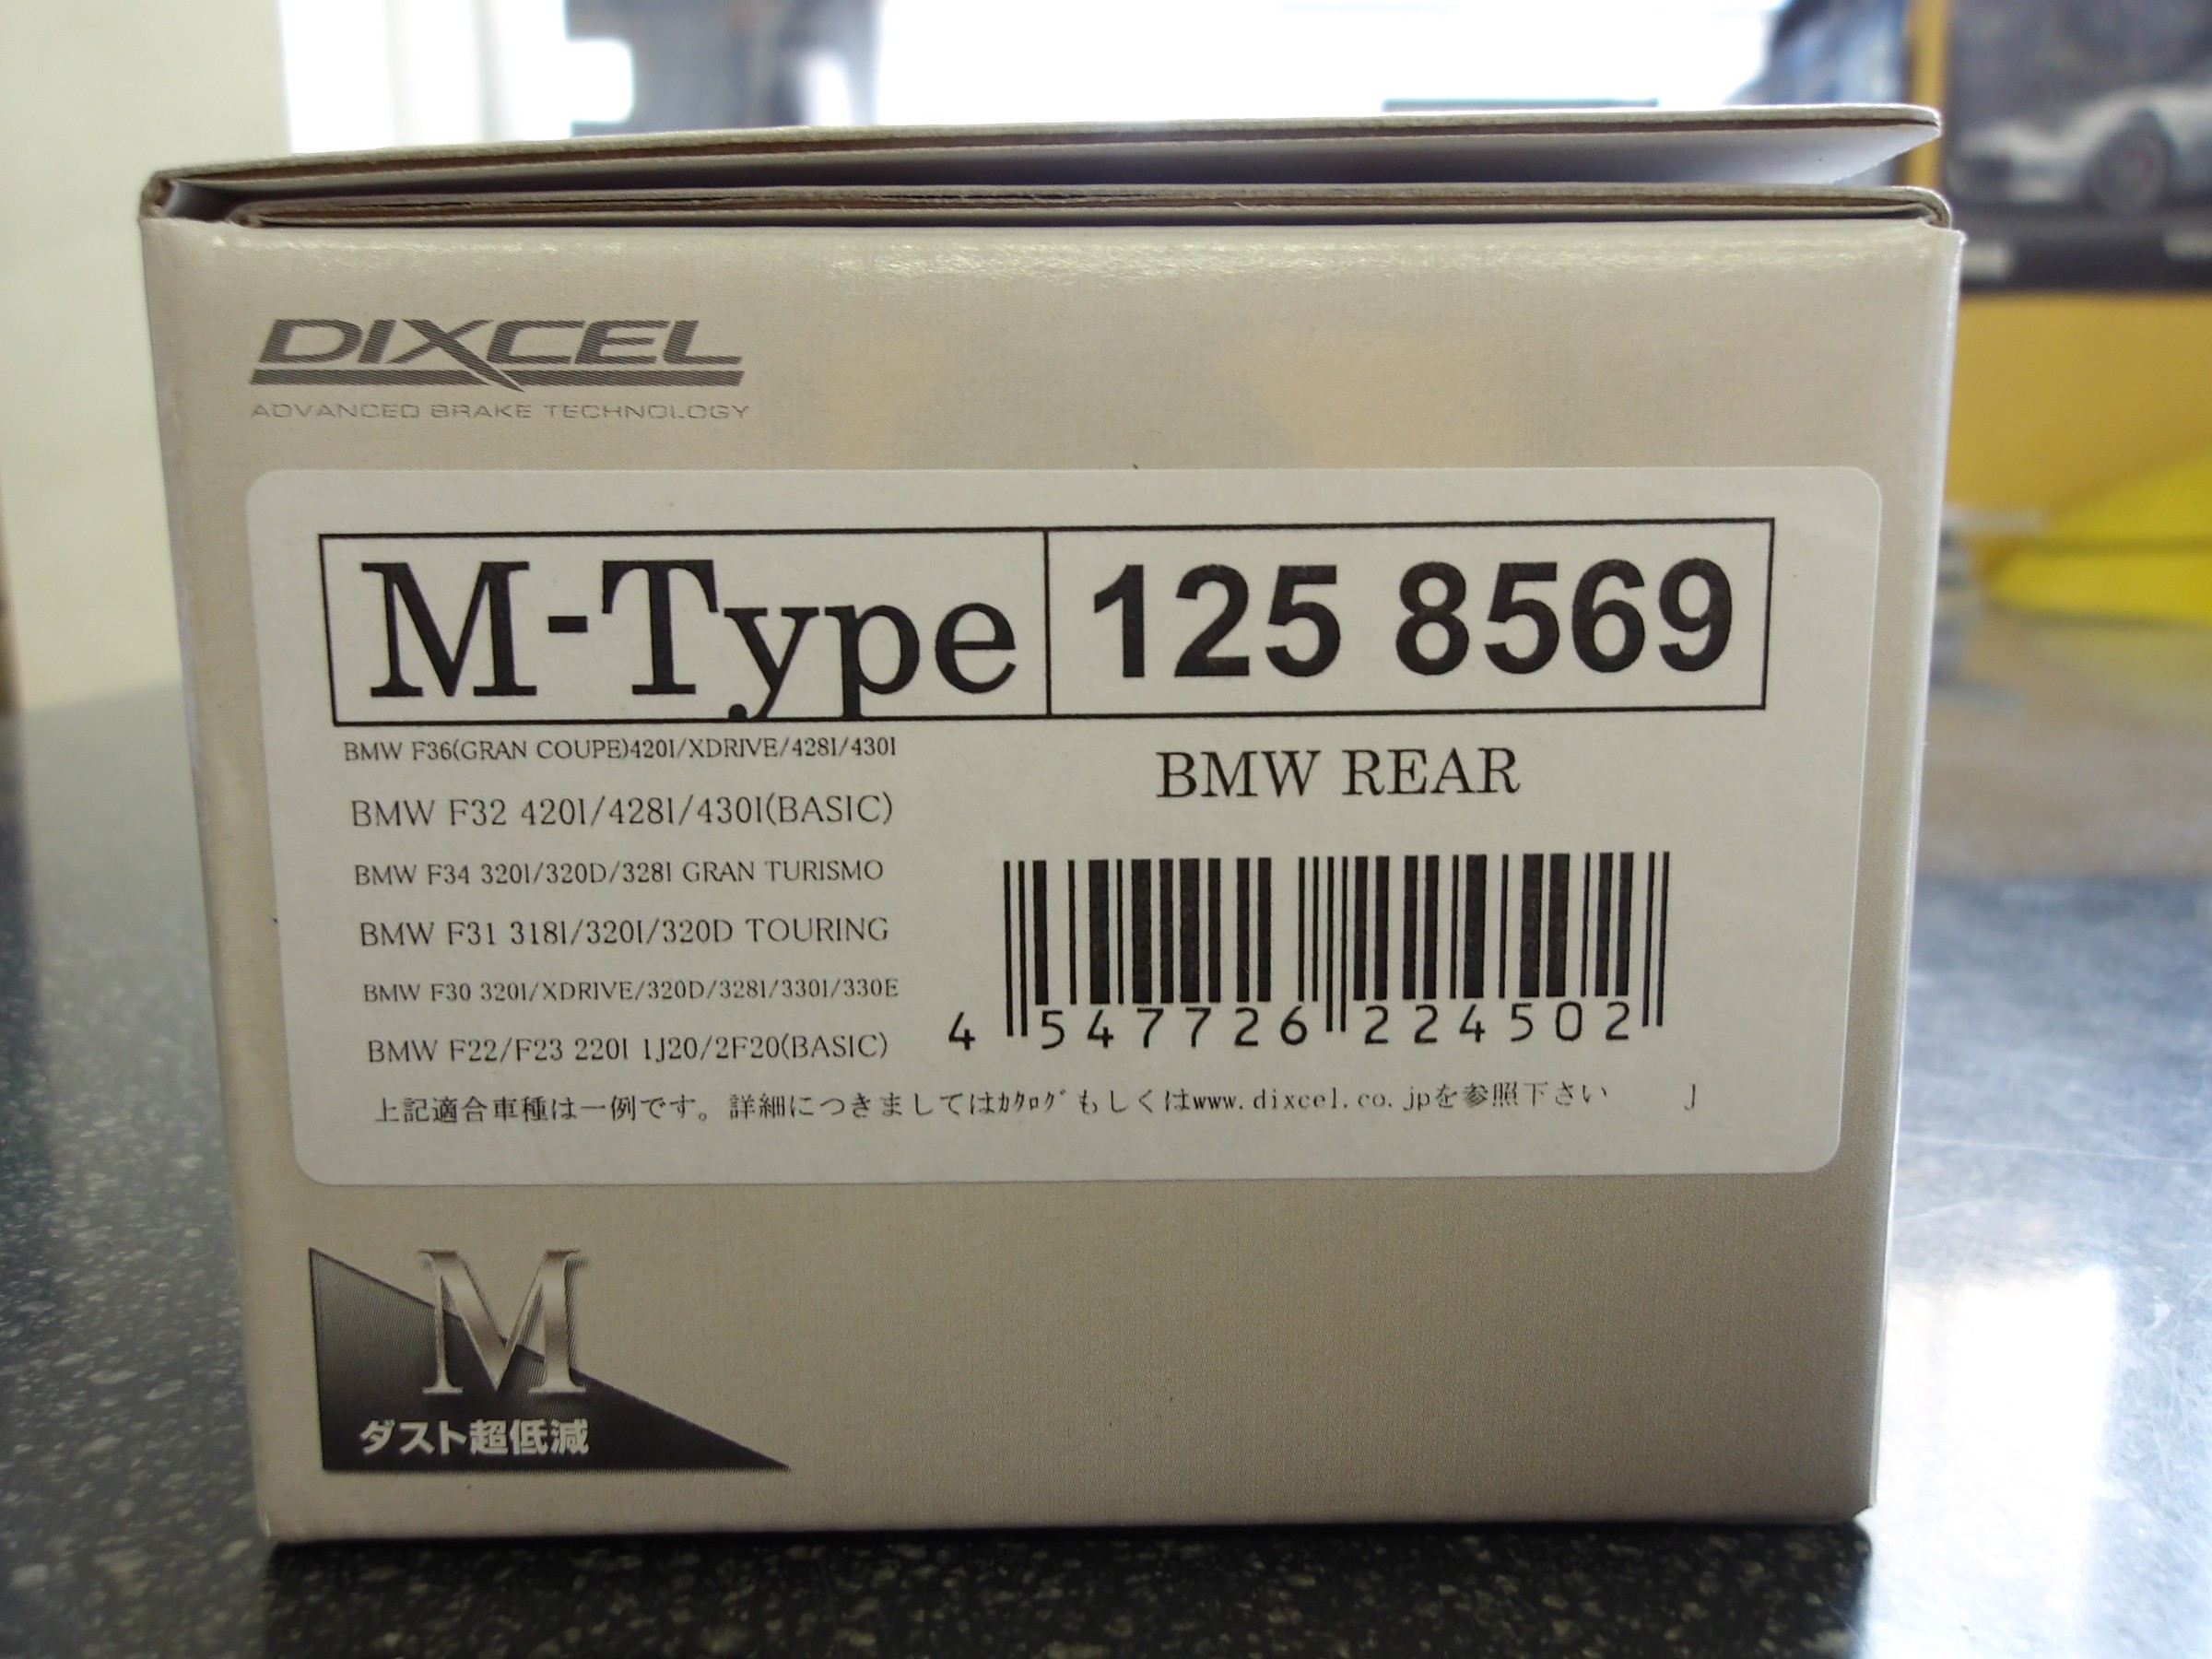 DIXCEL
ADVANCED BRAKE TECHNOLOGY
M-Type
125 8569
BMW F36(GRAN COUPE)420I/XDRIVE/428I/430I
BMW F32 420I/428I/430I(BASIC)
BMW F34 320I/320D/328I GRAN TURISMO
BMW F31 318I/320I/320D TOURING
BMW F30 320I/XDRIVE/320D/328I/330I/330E
BMW F22/F23 220I 1J20/2F20(BASIC)
BMW REAR
4 547726 224502
上記適合車種は一例です。詳細につきましてはｶﾀﾛｸﾞもしくはwww.dixcel.co.jpを参照下さい J
M
ダスト超低減